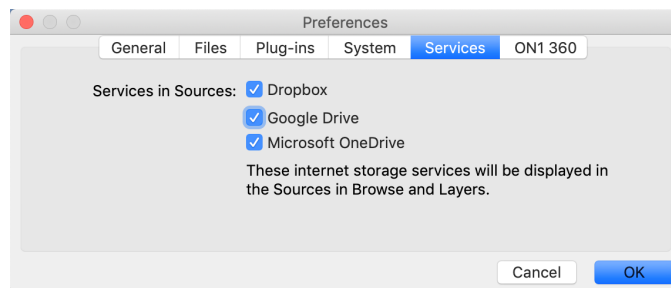 Preferences
General Files Plug-ins System Services ON1 360
Services in Sources: Dropbox
Google Drive
Microsoft OneDrive
These internet storage services will be displayed in
the Sources in Browse and Layers.
Cancel OK